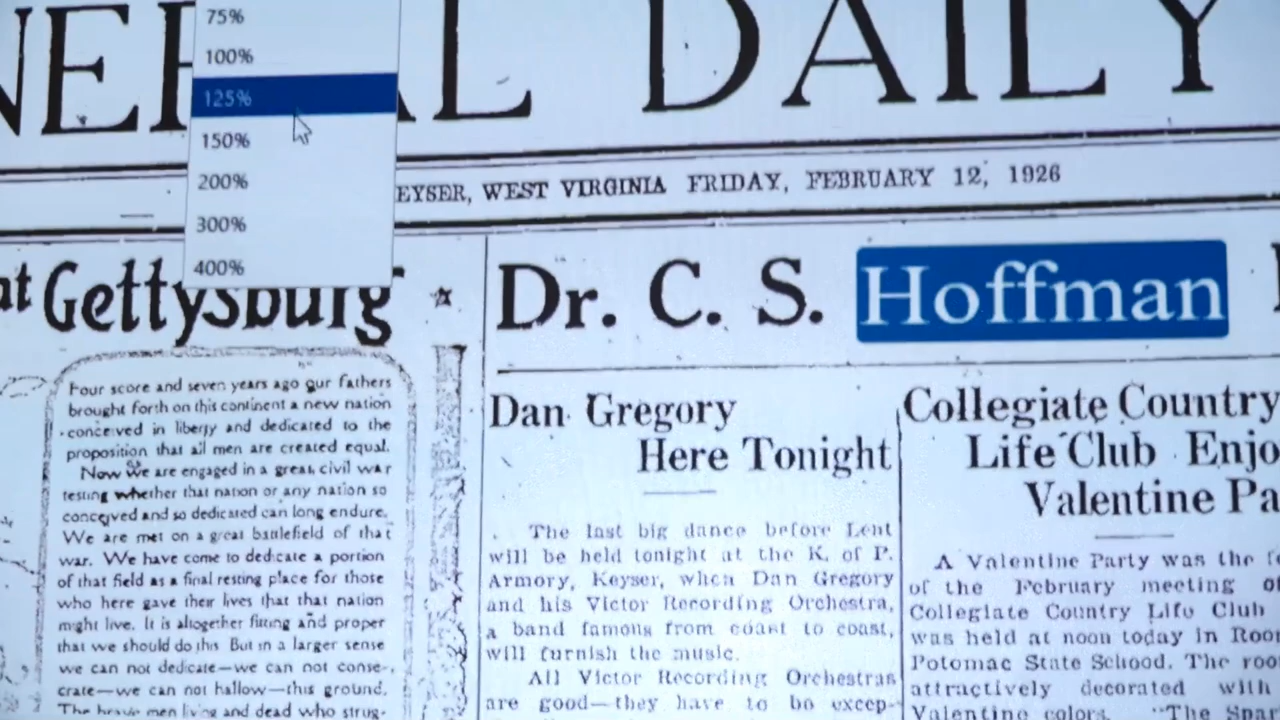 75%
100%
125%
150%
200%
300%
400%
DAILY
EYSER, WEST VIRGINIA FRIDAY, FEBRUARY 12, 1926
at Gettysburg
Four score and seven years ago our fathers
brought forth on this continent a new nation
conceived in liberty and dedicated to the
proposition that all men are created equal.
Now we are engaged in a great civil war
testing whether that nation or any nation so
conceived and so dedicated can long endure.
We are met on a great battlefield of that
war. We have come to dedicate a portion
of that field as a final resting place for those
who here gave their lives that that nation
might live. It is altogether fitting and proper
that we should do this But in a larger sense
we can not dedicate—we can not conse-
crate—we can not hallow—this ground.
The brave men living and dead who strug-
Dr. C. S. Hoffman
Dan Gregory
Here Tonight
The last big dance before Lent
will be held tonight at the K. of P.
Armory, Keyser, when Dan Gregory
and his Victor Recording Orchestra,
a band famous from coast to coast,
will furnish the music.
All Victor Recording Orchestras
are good—they have to be excep-
Collegiate Country
Life Club Enjo
Valentine Pa
A Valentine Party was the
of the February meeting of
Collegiate Country Life Club
was held at noon today in Roo
Potomac State School. The roo
attractively decorated with
Valentine colors. "The Spar